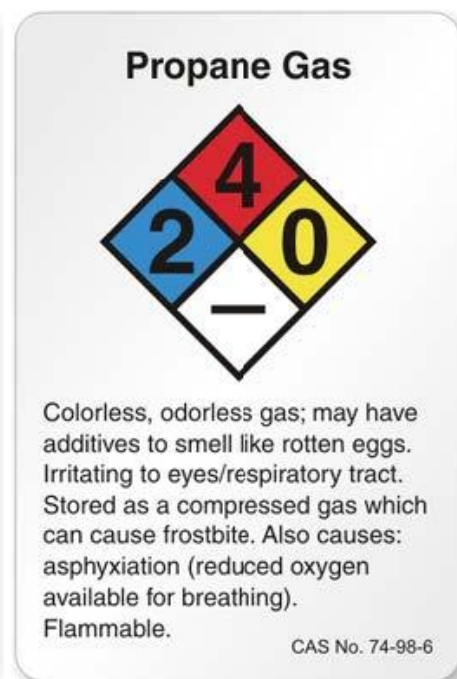 Propane Gas
4
2 0
–
Colorless, odorless gas; may have
additives to smell like rotten eggs.
Irritating to eyes/respiratory tract.
Stored as a compressed gas which
can cause frostbite. Also causes:
asphyxiation (reduced oxygen
available for breathing).
Flammable.
CAS No. 74-98-6